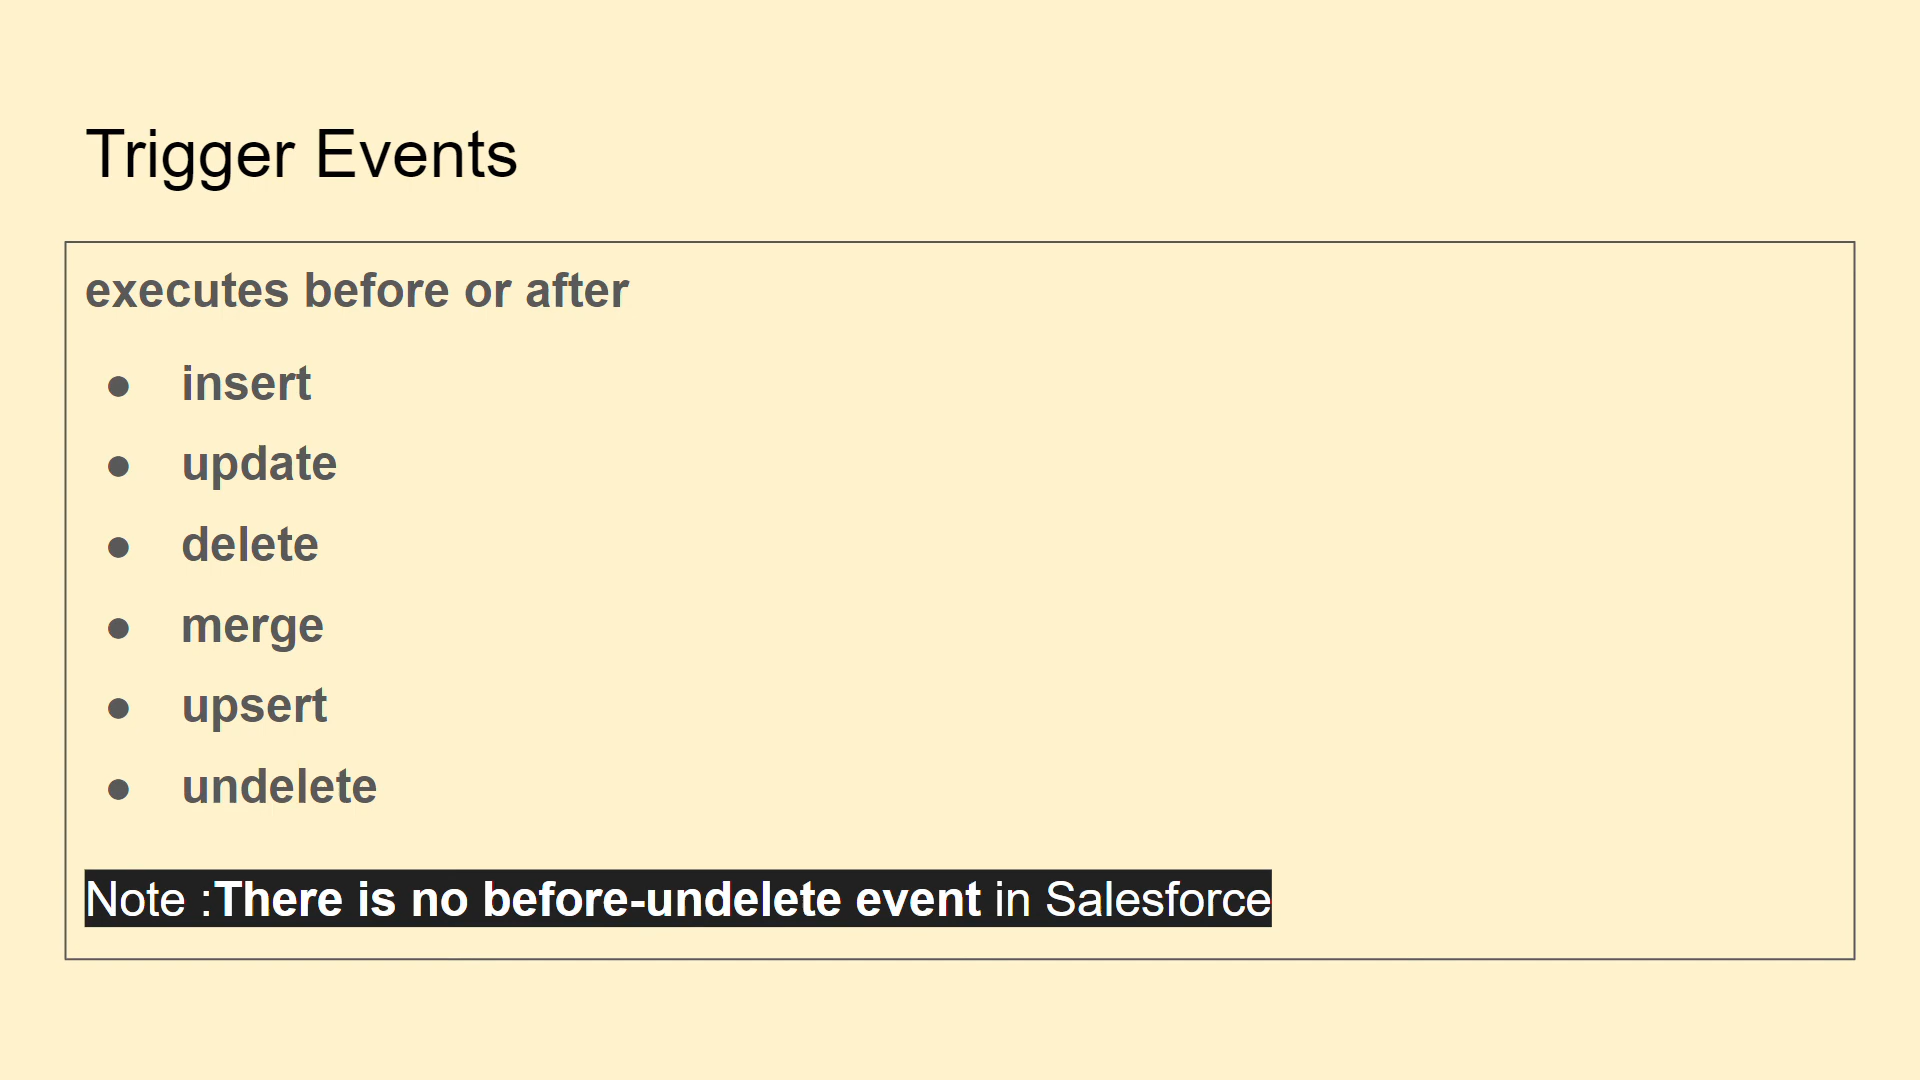 Trigger Events
executes before or after
● insert
● update
● delete
● merge
● upsert
● undelete
Note :There is no before-undelete event in Salesforce